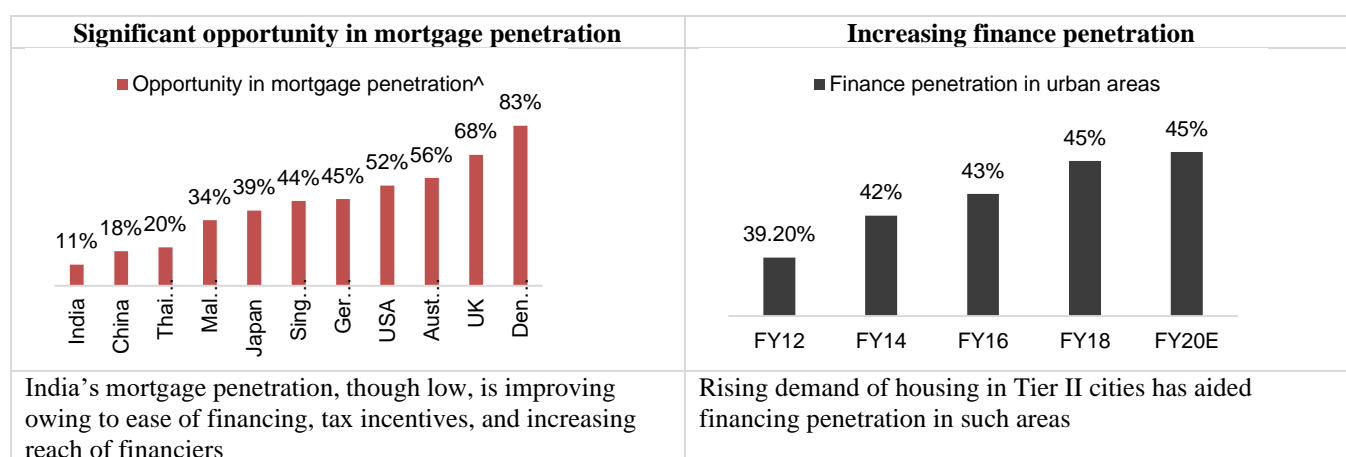 Significant opportunity in mortgage penetration
Opportunity in mortgage penetration^
11%
18%
20%
34%
39%
44%
45%
52%
56%
68%
83%
India
China
Thai...
Mal...
Japan
Sing...
Ger...
USA
Aust...
UK
Den...
India’s mortgage penetration, though low, is improving
owing to ease of financing, tax incentives, and increasing
reach of financiers
Increasing finance penetration
Finance penetration in urban areas
39.20%
42%
43%
45%
45%
FY12
FY14
FY16
FY18
FY20E
Rising demand of housing in Tier II cities has aided
financing penetration in such areas